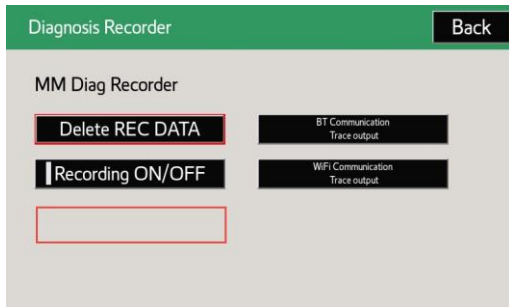 Diagnosis Recorder
Back
MM Diag Recorder
Delete REC DATA
BT Communication
Trace output
Recording ON/OFF
WiFi Communication
Trace output